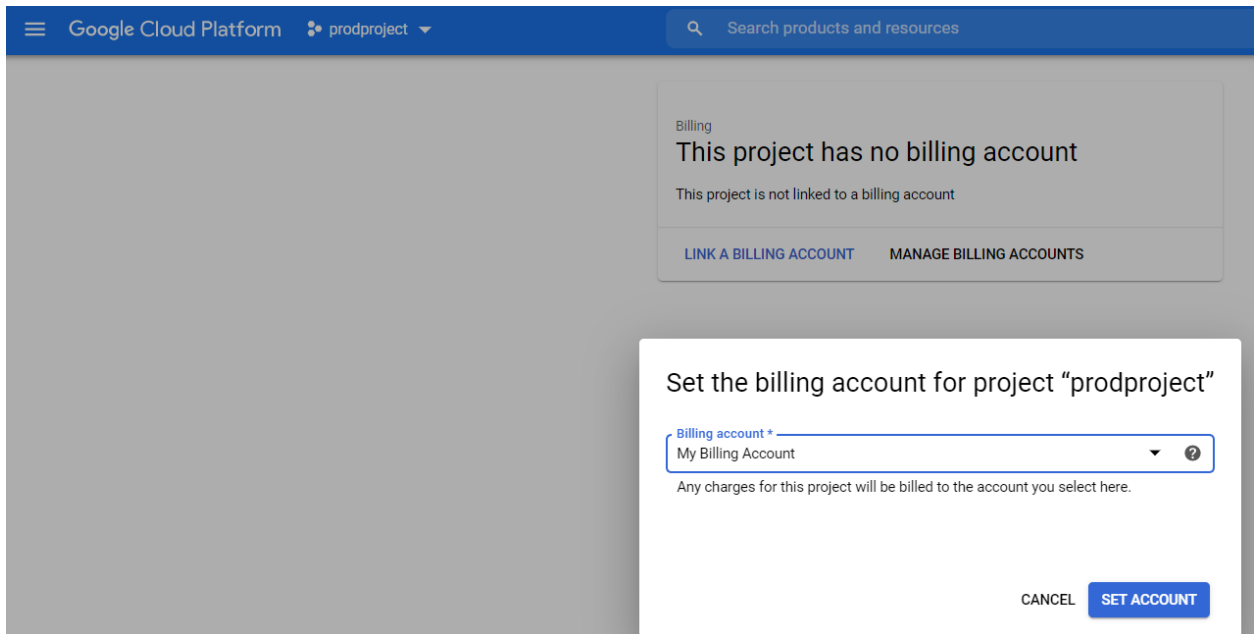 Google Cloud Platform
prodproject
Search products and resources
Billing
This project has no billing account
This project is not linked to a billing account
LINK A BILLING ACCOUNT
MANAGE BILLING ACCOUNTS
Set the billing account for project “prodproject”
Billing account *
My Billing Account
?
Any charges for this project will be billed to the account you select here.
CANCEL
SET ACCOUNT